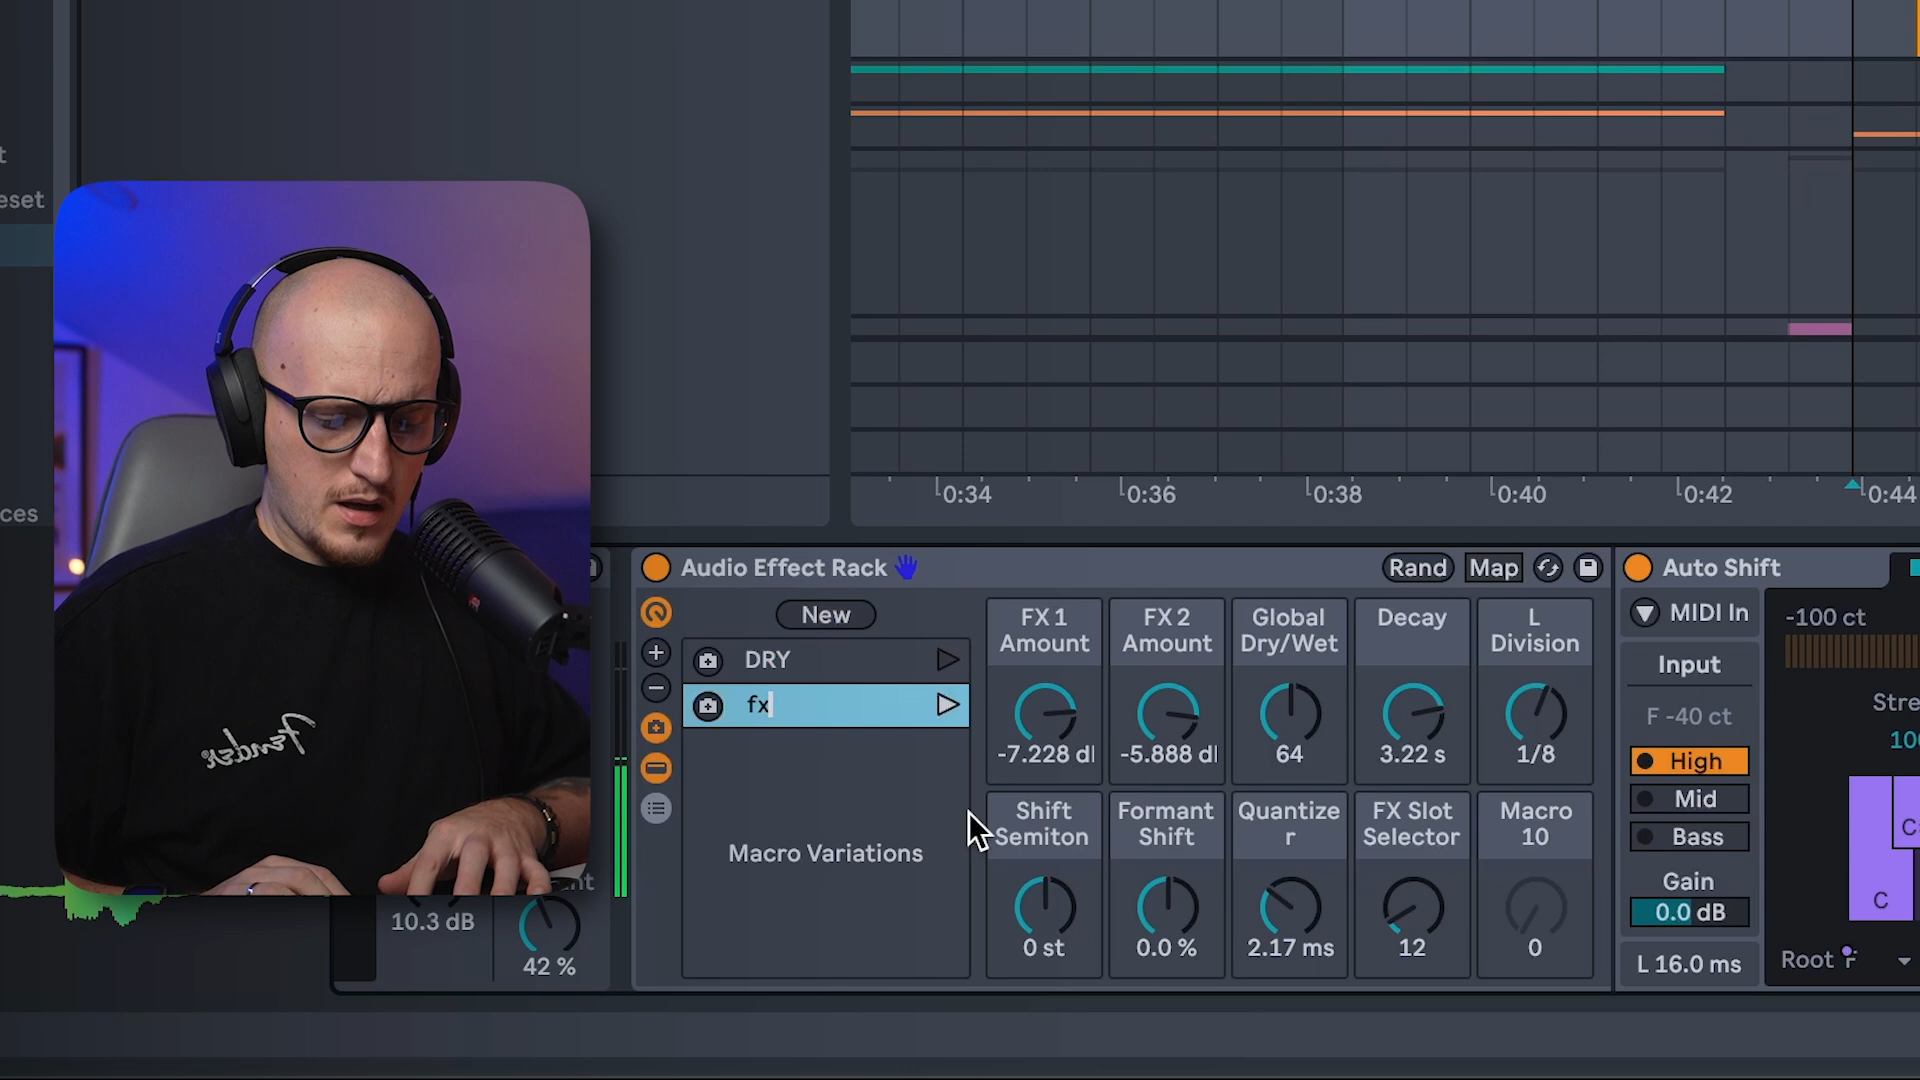 t
eset
ces
0:34
0:36
0:38
0:40
0:42
0:44
Fender
10.3 dB
nt
42 %
Audio Effect Rack
Rand
Map
New
DRY
fx
Macro Variations
FX 1
Amount
-7.228 dl
FX 2
Amount
-5.888 dl
Global
Dry/Wet
64
Decay
3.22 s
L
Division
1/8
Shift
Semiton
0 st
Formant
Shift
0.0 %
Quantize
r
2.17 ms
FX Slot
Selector
12
Macro
10
0
Auto Shift
MIDI In
Input
F -40 ct
High
Mid
Bass
Gain
0.0 dB
L 16.0 ms
-100 ct
Stre
100
C
C
Root F